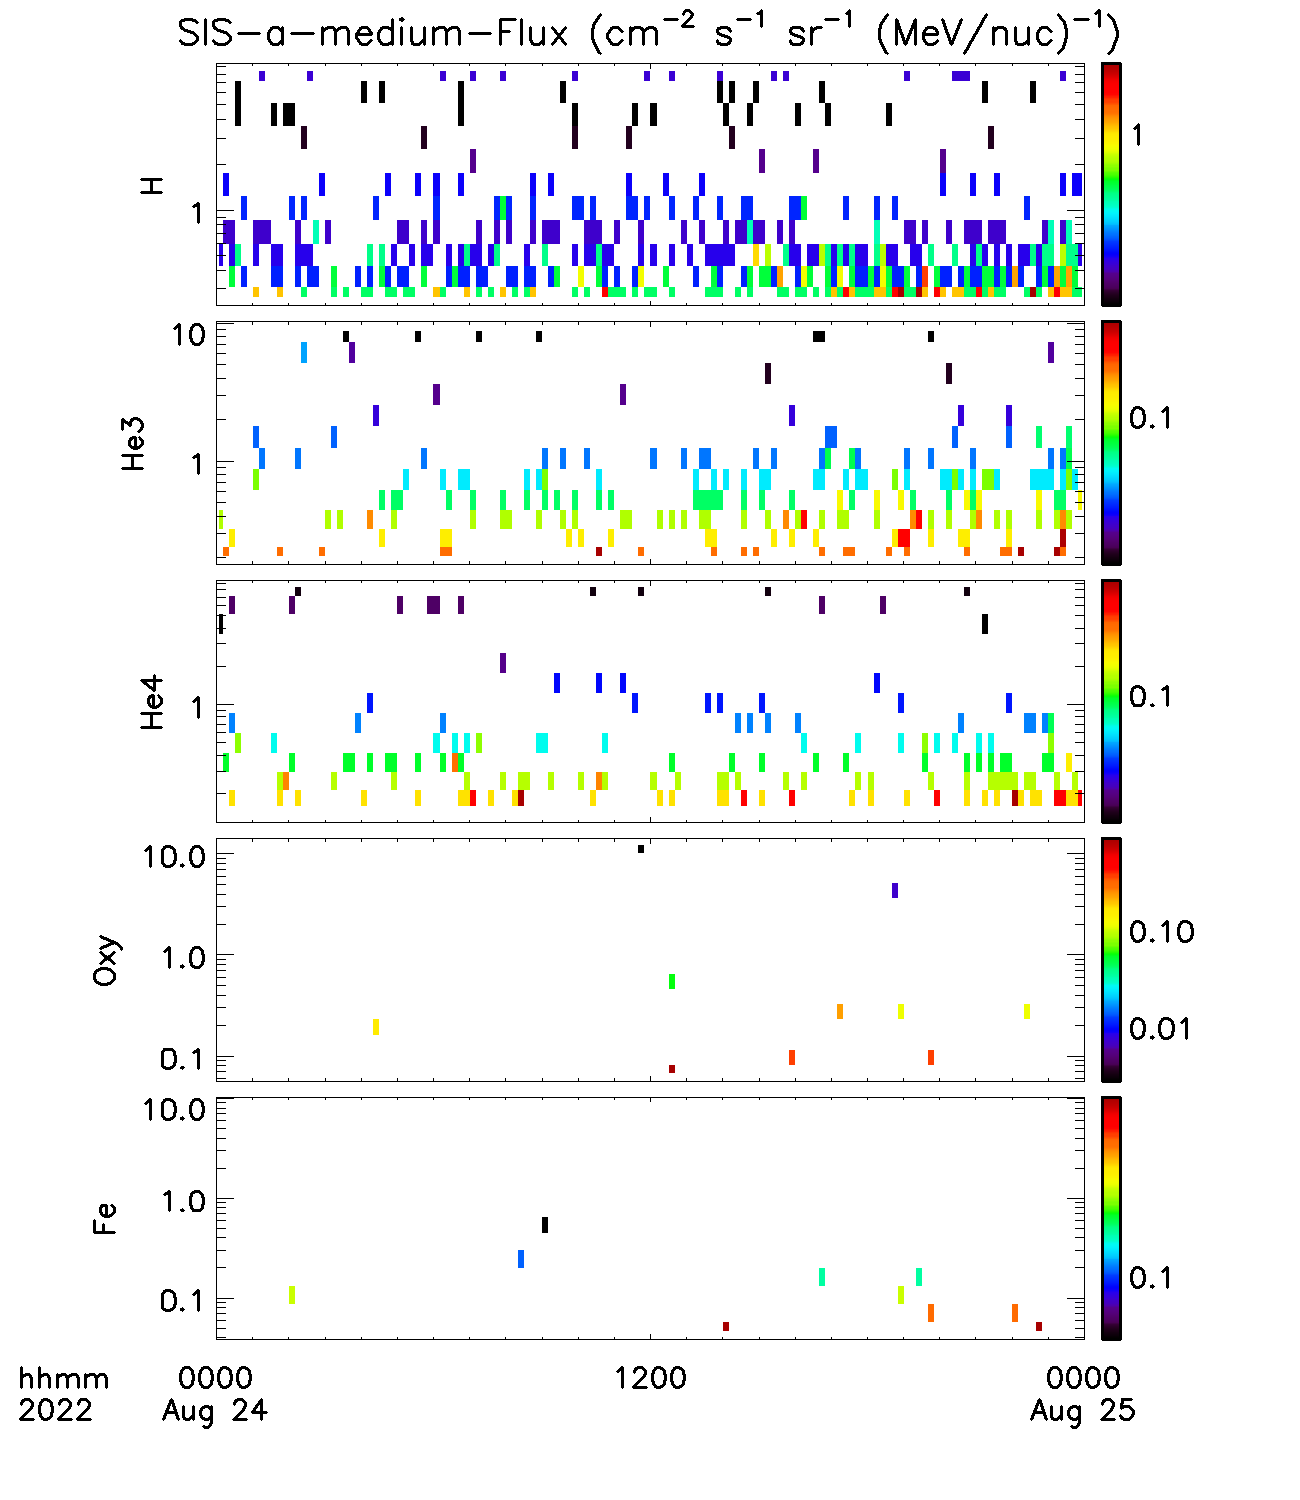 SIS-a-medium-Flux (cm⁻² s⁻¹ sr⁻¹ (MeV/nuc)⁻¹)
H
1
1
He3
10
1
0.1
He4
1
0.1
Oxy
10.0
1.0
0.1
0.10
0.01
Fe
10.0
1.0
0.1
0.1
hhmm 0000 1200 0000
2022 Aug 24 Aug 25